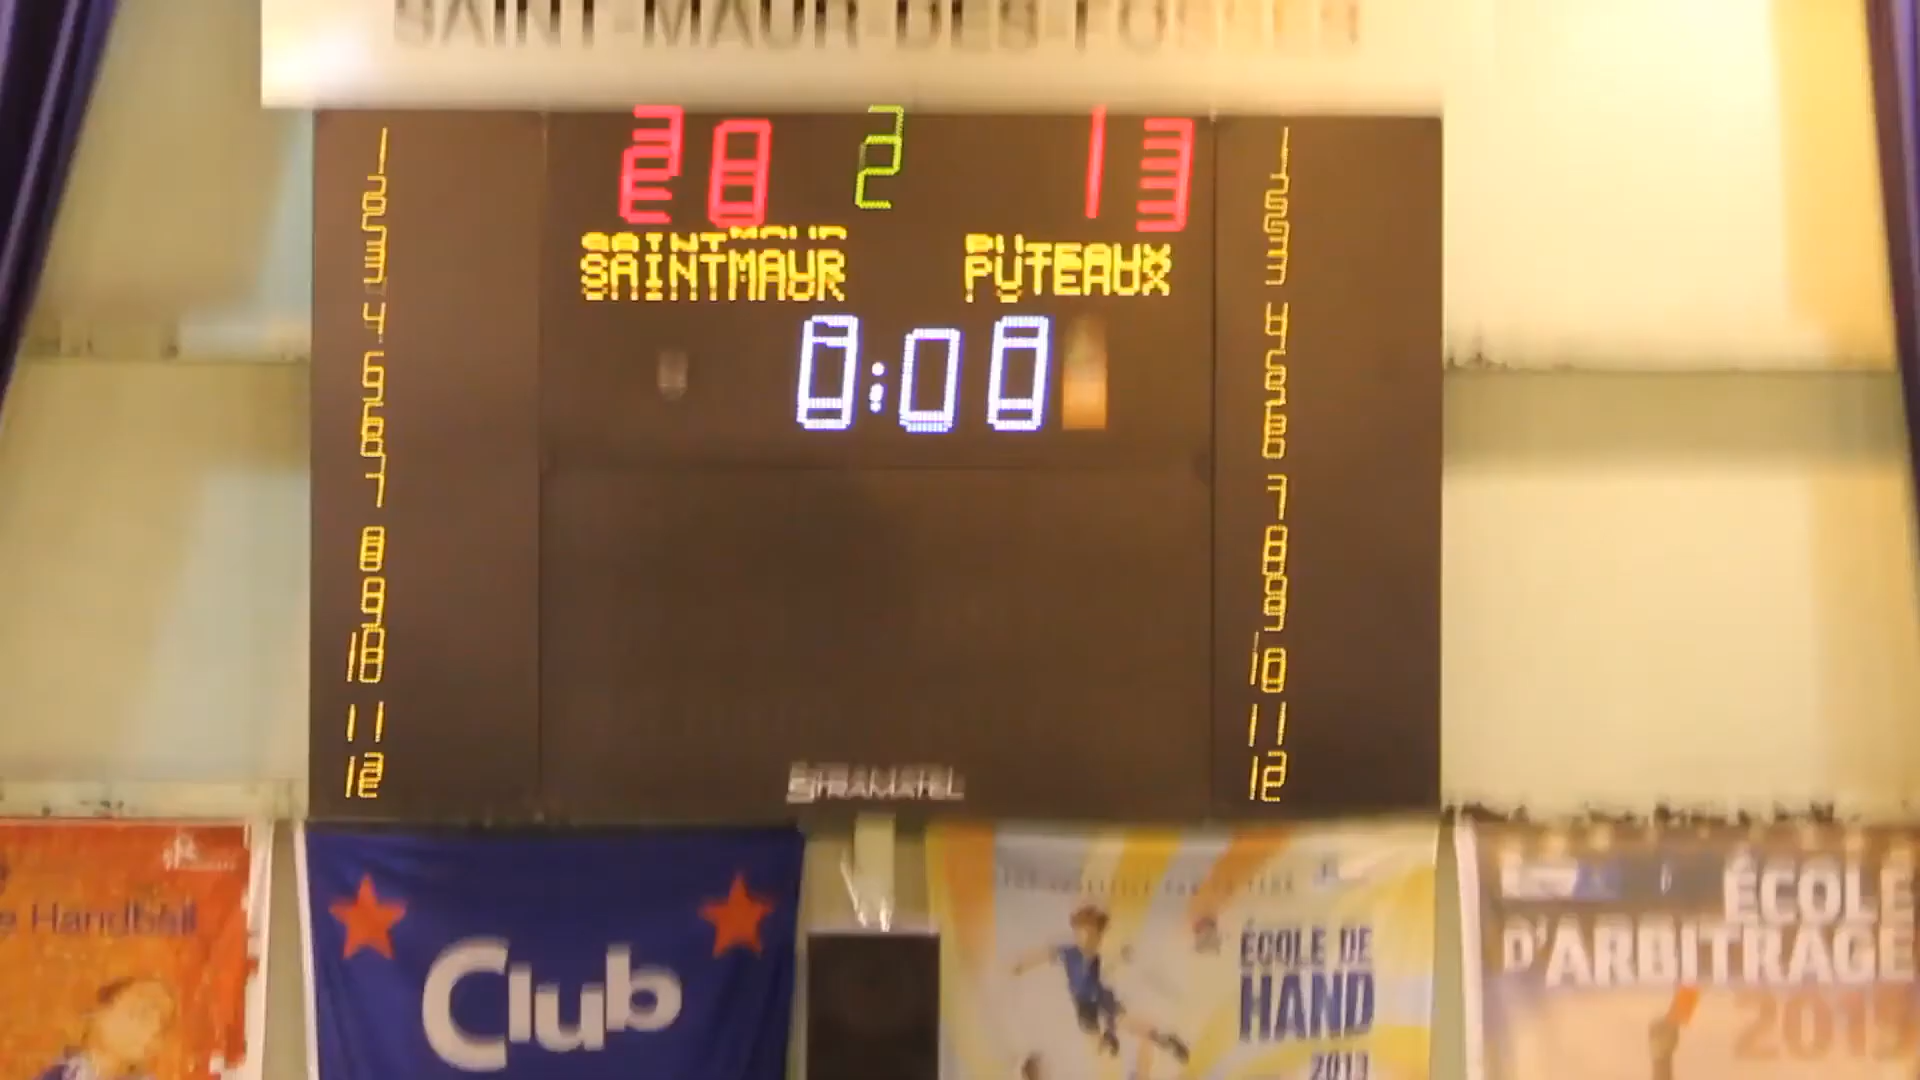 SAINT-MAUR-DES-FOSSES
28 2 13
SAINTMAUR PUTEAUX
0:00
1 1
2 2
3 3
4 4
5 5
6 6
7 7
8 8
9 9
10 10
11 11
12 12
STRAMATEL
e Handball
Club
ÉCOLE DE
HAND
2013
ÉCOLE
D'ARBITRAGE
2015